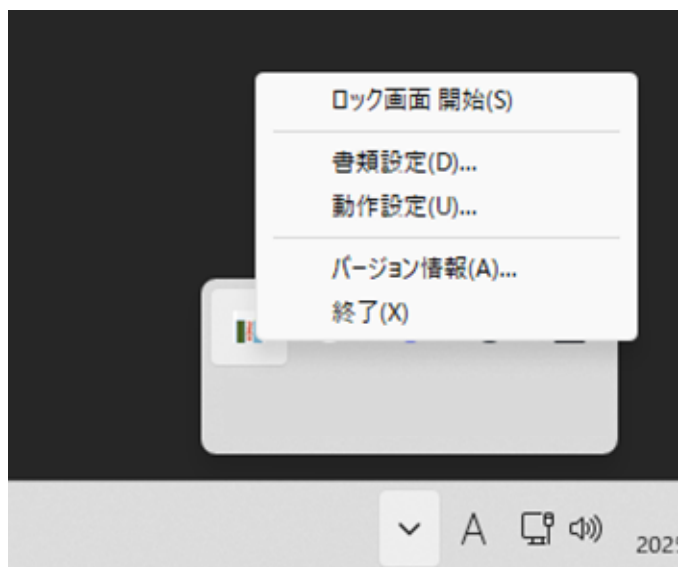 ロック画面 開始(S)
書類設定(D)...
動作設定(U)...
バージョン情報(A)...
終了(X)
A
2025